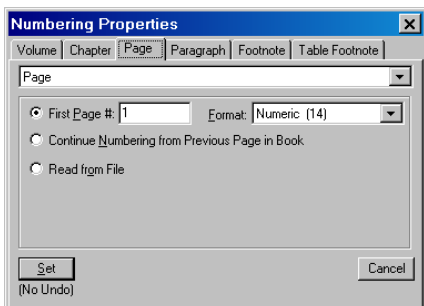 Numbering Properties
Volume Chapter Page Paragraph Footnote Table Footnote
Page
First Page #: 1 Format: Numeric (14)
Continue Numbering from Previous Page in Book
Read from File
Set Cancel
(No Undo)